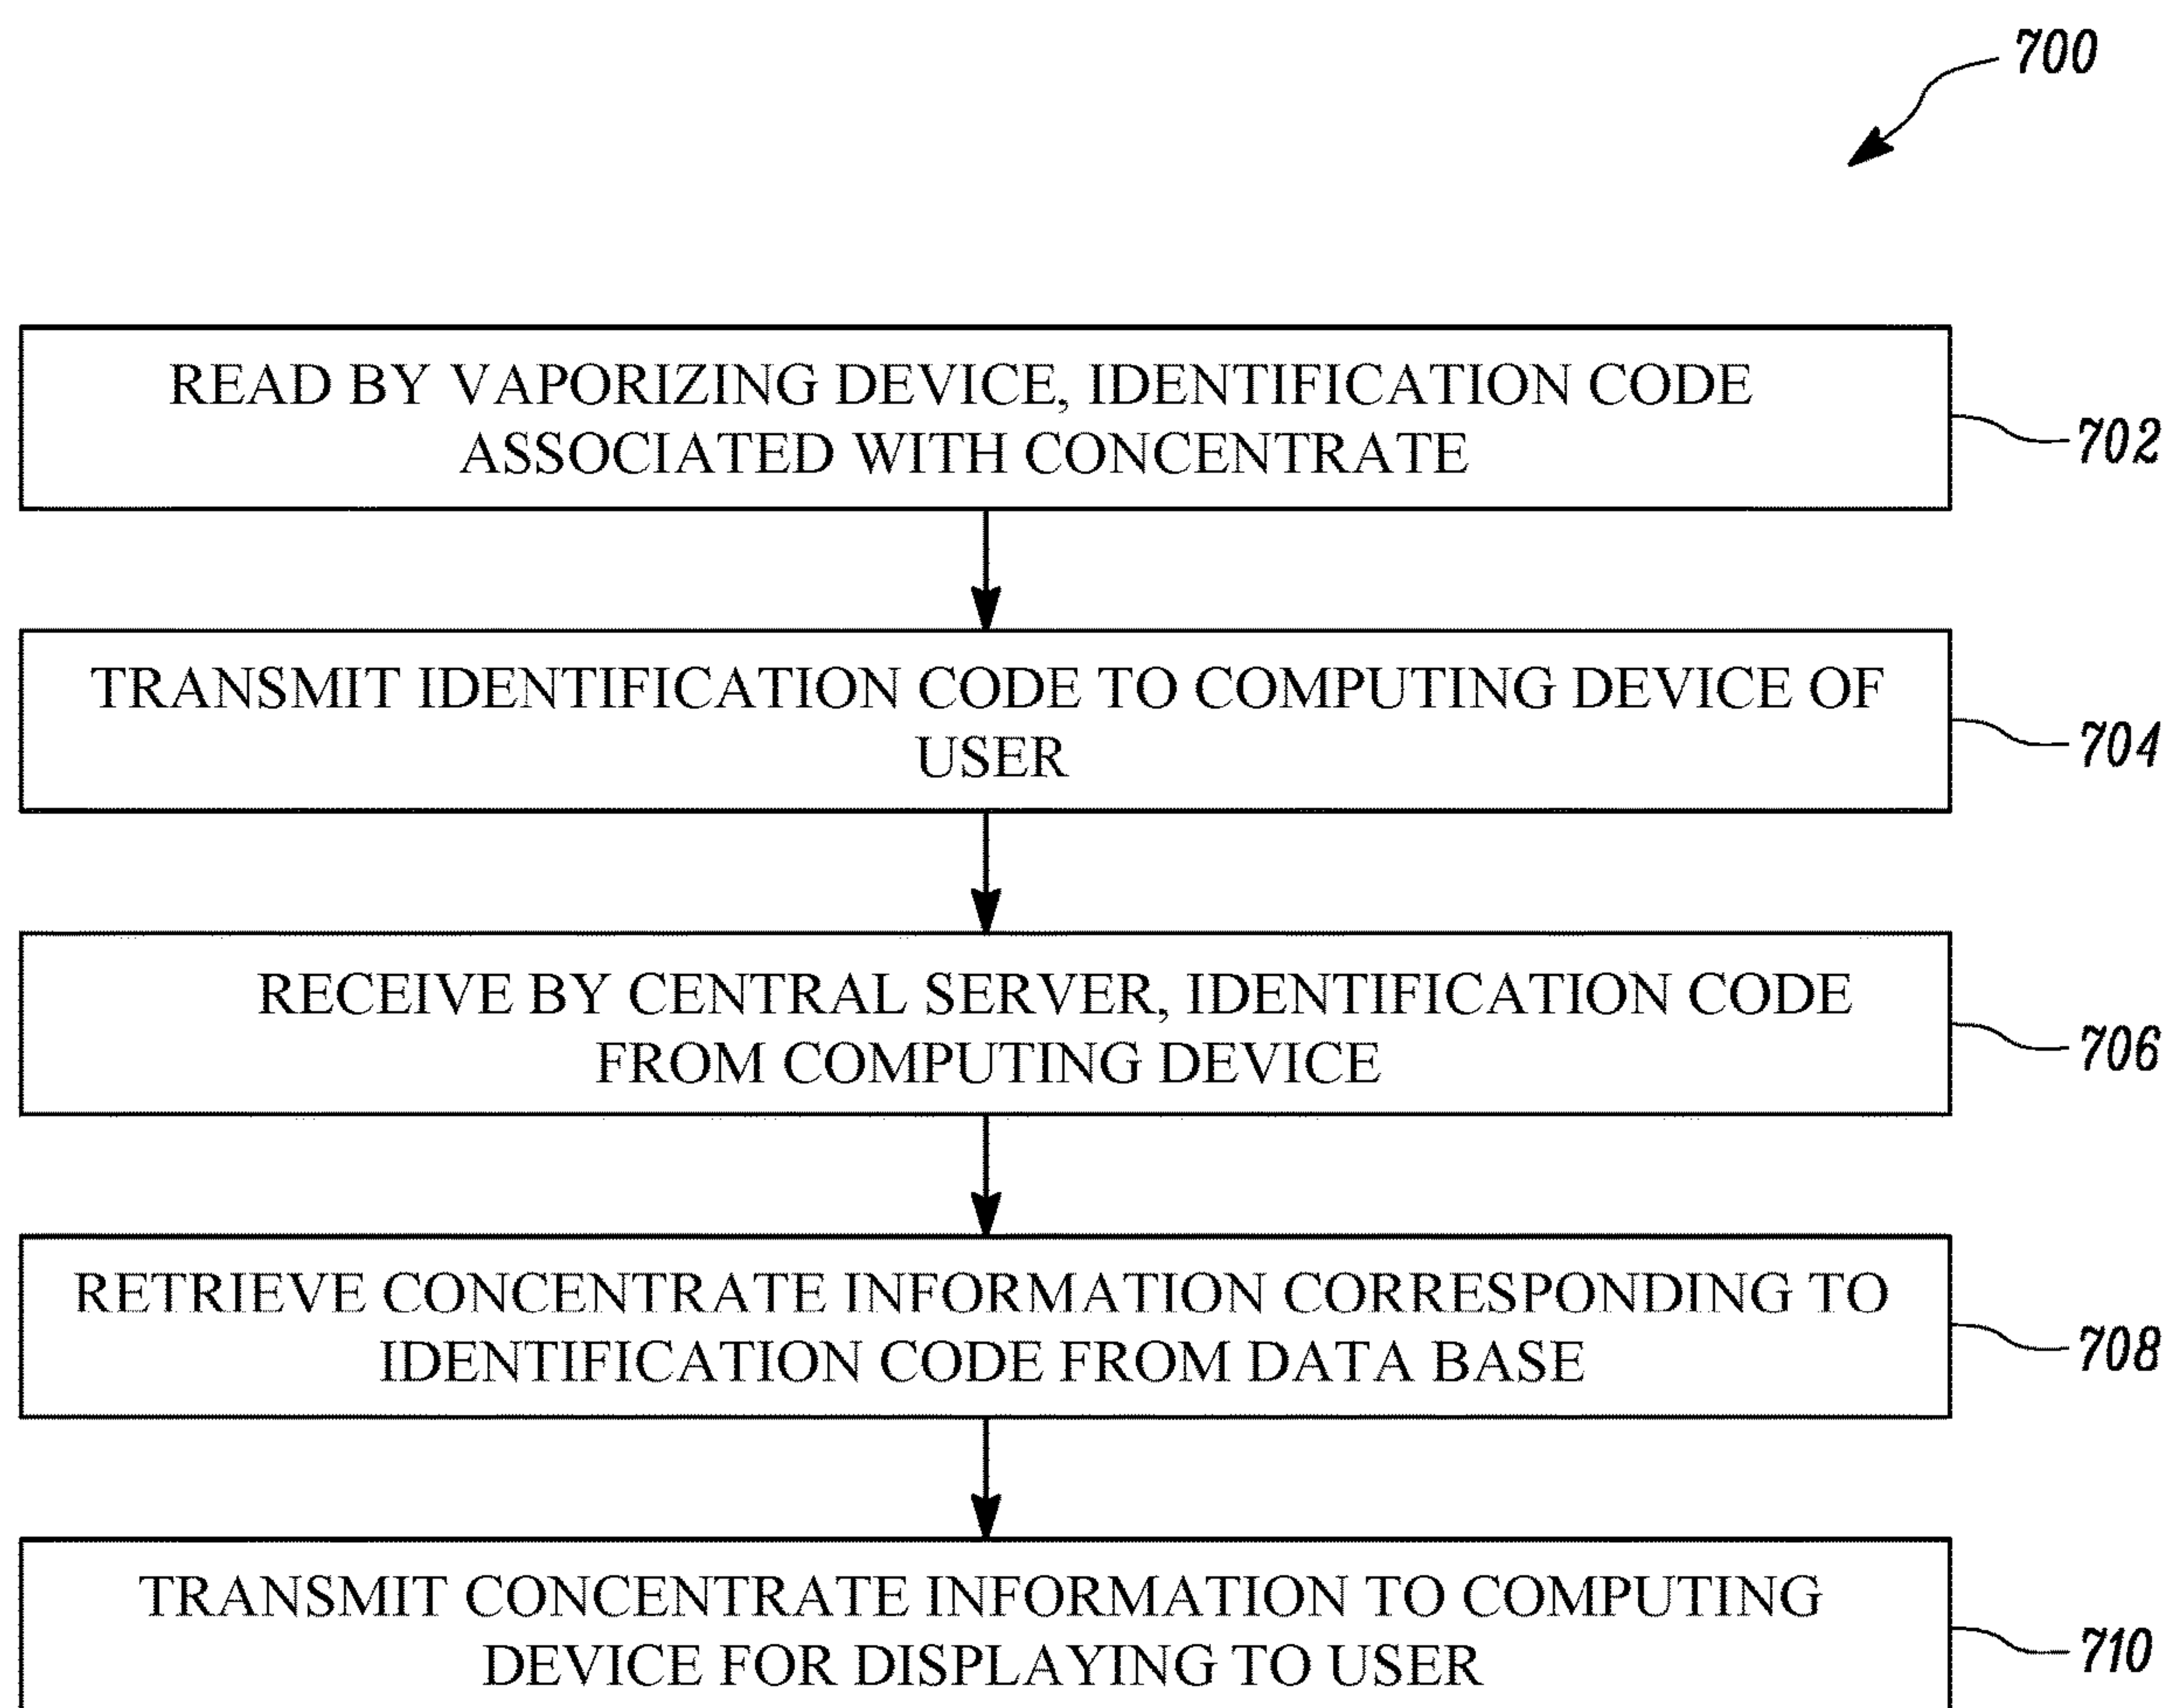 700
READ BY VAPORIZING DEVICE, IDENTIFICATION CODE
ASSOCIATED WITH CONCENTRATE
702
TRANSMIT IDENTIFICATION CODE TO COMPUTING DEVICE OF
USER
704
RECEIVE BY CENTRAL SERVER, IDENTIFICATION CODE
FROM COMPUTING DEVICE
706
RETRIEVE CONCENTRATE INFORMATION CORRESPONDING TO
IDENTIFICATION CODE FROM DATA BASE
708
TRANSMIT CONCENTRATE INFORMATION TO COMPUTING
DEVICE FOR DISPLAYING TO USER
710